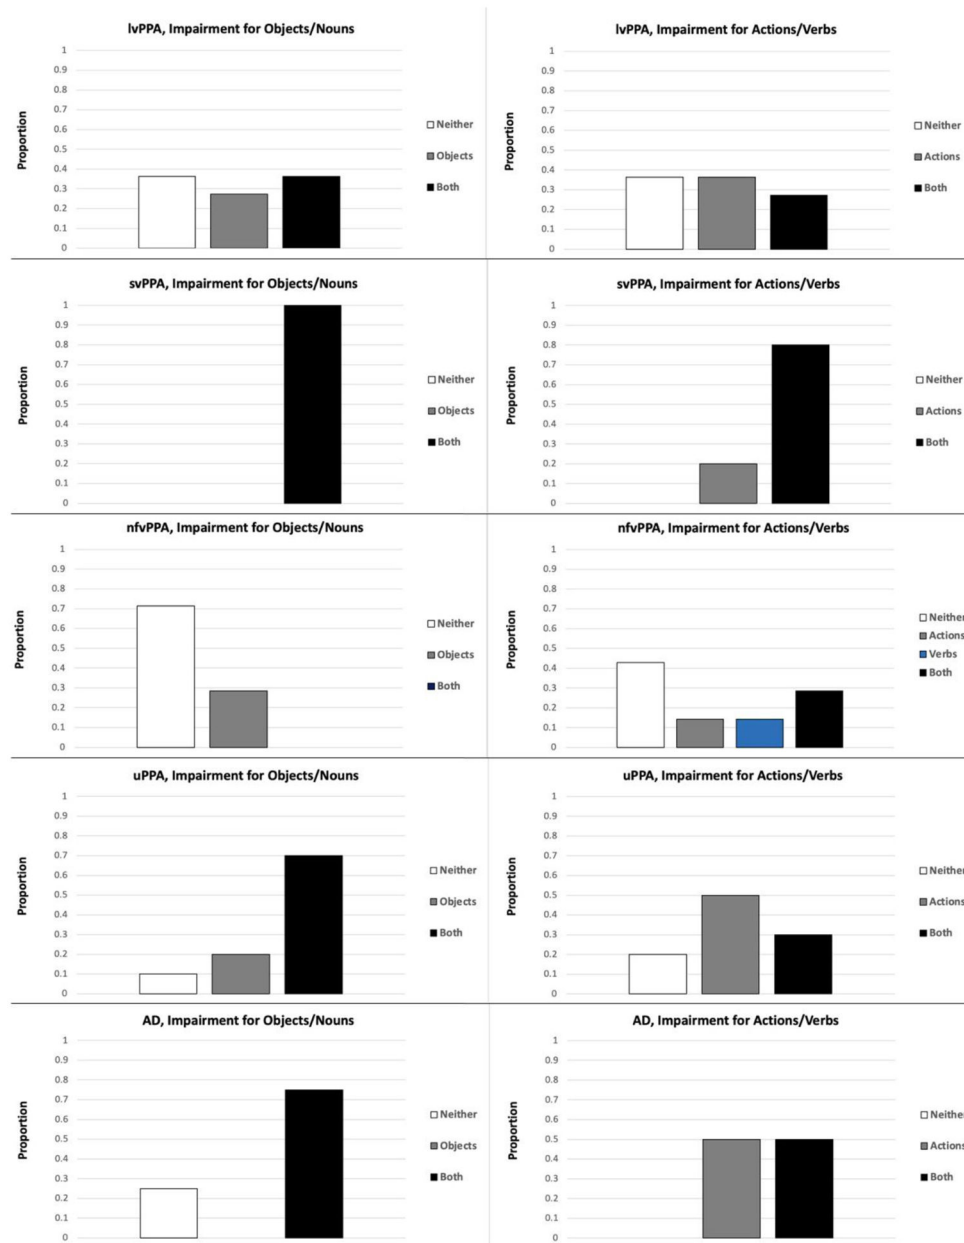 lvPPA, Impairment for Objects/Nouns
1
0.9
0.8
0.7
0.6
0.5
0.4
0.3
0.2
0.1
0
Proportion
Neither
Objects
Both
lvPPA, Impairment for Actions/Verbs
1
0.9
0.8
0.7
0.6
0.5
0.4
0.3
0.2
0.1
0
Proportion
Neither
Actions
Both
svPPA, Impairment for Objects/Nouns
1
0.9
0.8
0.7
0.6
0.5
0.4
0.3
0.2
0.1
0
Proportion
Neither
Objects
Both
svPPA, Impairment for Actions/Verbs
1
0.9
0.8
0.7
0.6
0.5
0.4
0.3
0.2
0.1
0
Proportion
Neither
Actions
Both
nfvPPA, Impairment for Objects/Nouns
1
0.9
0.8
0.7
0.6
0.5
0.4
0.3
0.2
0.1
0
Proportion
Neither
Objects
Both
nfvPPA, Impairment for Actions/Verbs
1
0.9
0.8
0.7
0.6
0.5
0.4
0.3
0.2
0.1
0
Proportion
Neither
Actions
Verbs
Both
uPPA, Impairment for Objects/Nouns
1
0.9
0.8
0.7
0.6
0.5
0.4
0.3
0.2
0.1
0
Proportion
Neither
Objects
Both
uPPA, Impairment for Actions/Verbs
1
0.9
0.8
0.7
0.6
0.5
0.4
0.3
0.2
0.1
0
Proportion
Neither
Actions
Both
AD, Impairment for Objects/Nouns
1
0.9
0.8
0.7
0.6
0.5
0.4
0.3
0.2
0.1
0
Proportion
Neither
Objects
Both
AD, Impairment for Actions/Verbs
1
0.9
0.8
0.7
0.6
0.5
0.4
0.3
0.2
0.1
0
Proportion
Neither
Actions
Both